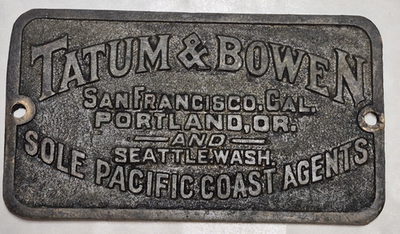 TATUM & BOWEN
SAN FRANCISCO, CAL.
PORTLAND, OR.
AND
SEATTLE, WASH.
SOLE PACIFIC COAST AGENTS